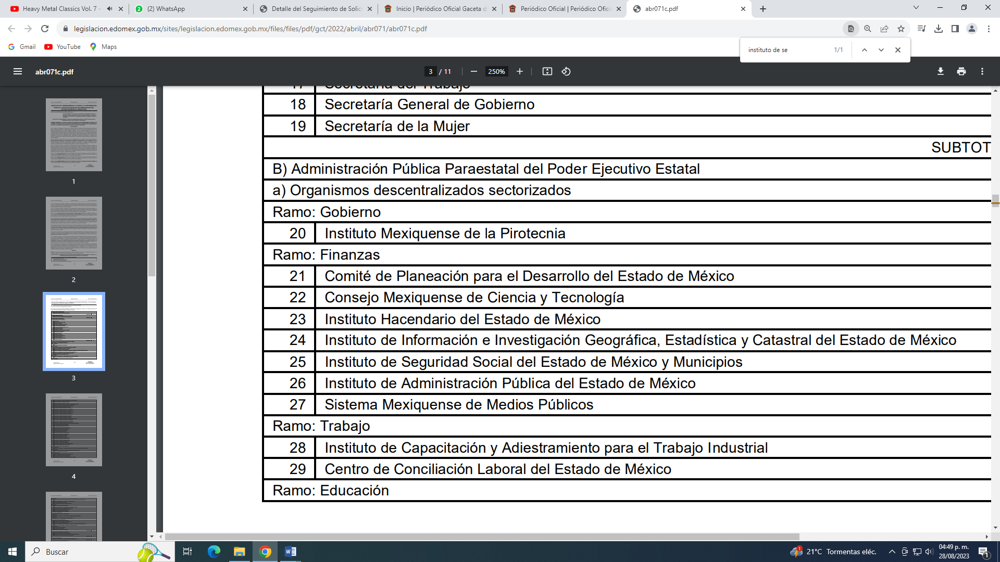 Heavy Metal Classics Vol. 7 -
(2) WhatsApp
Detalle del Seguimiento de Solici
Inicio | Periódico Oficial Gaceta d
Periódico Oficial | Periódico Ofici
abr071c.pdf
legislacion.edomex.gob.mx/sites/legislacion.edomex.gob.mx/files/files/pdf/gct/2022/abril/abr071/abr071c.pdf
Gmail
YouTube
Maps
instituto de se
1/1
abr071c.pdf
3 / 11
250%
1
2
3
4
17 Secretaría del Trabajo
18 Secretaría General de Gobierno
19 Secretaría de la Mujer
SUBTOT
B) Administración Pública Paraestatal del Poder Ejecutivo Estatal
a) Organismos descentralizados sectorizados
Ramo: Gobierno
20 Instituto Mexiquense de la Pirotecnia
Ramo: Finanzas
21 Comité de Planeación para el Desarrollo del Estado de México
22 Consejo Mexiquense de Ciencia y Tecnología
23 Instituto Hacendario del Estado de México
24 Instituto de Información e Investigación Geográfica, Estadística y Catastral del Estado de México
25 Instituto de Seguridad Social del Estado de México y Municipios
26 Instituto de Administración Pública del Estado de México
27 Sistema Mexiquense de Medios Públicos
Ramo: Trabajo
28 Instituto de Capacitación y Adiestramiento para el Trabajo Industrial
29 Centro de Conciliación Laboral del Estado de México
Ramo: Educación
Buscar
1
21°C Tormentas eléc.
04:49 p. m.
28/08/2023
1